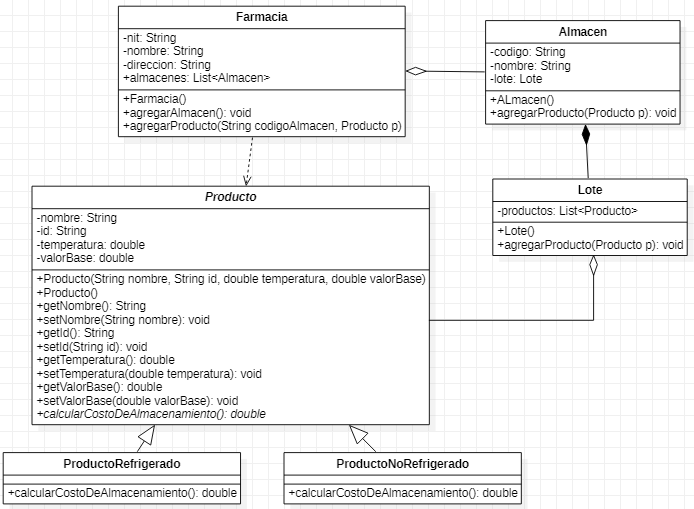 Farmacia
-nit: String
-nombre: String
-direccion: String
+almacenes: List<Almacen>
+Farmacia()
+agregarAlmacen(): void
+agregarProducto(String codigoAlmacen, Producto p)
Almacen
-codigo: String
-nombre: String
-lote: Lote
+ALmacen()
+agregarProducto(Producto p): void
Lote
-productos: List<Producto>
+Lote()
+agregarProducto(Producto p): void
Producto
-nombre: String
-id: String
-temperatura: double
-valorBase: double
+Producto(String nombre, String id, double temperatura, double valorBase)
+Producto()
+getNombre(): String
+setNombre(String nombre): void
+getId(): String
+setId(String id): void
+getTemperatura(): double
+setTemperatura(double temperatura): void
+getValorBase(): double
+setValorBase(double valorBase): void
+calcularCostoDeAlmacenamiento(): double
ProductoRefrigerado
+calcularCostoDeAlmacenamiento(): double
ProductoNoRefrigerado
+calcularCostoDeAlmacenamiento(): double